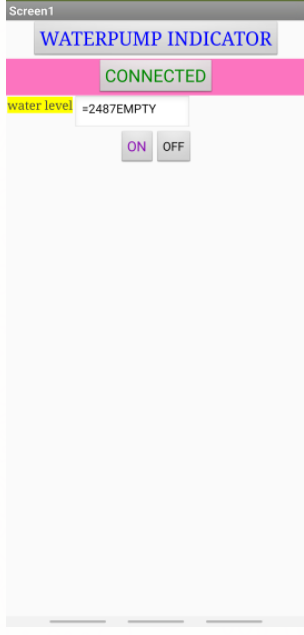 Screen1
WATERPUMP INDICATOR
CONNECTED
water level =2487EMPTY
ON OFF